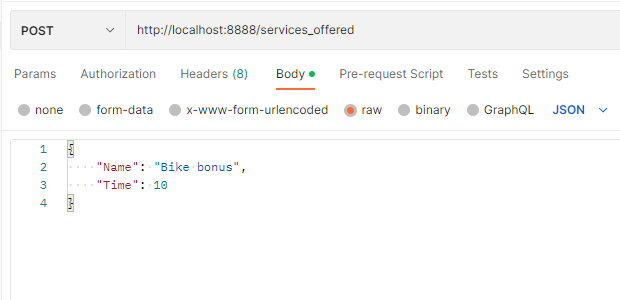 POST http://localhost:8888/services_offered
Params Authorization Headers (8) Body Pre-request Script Tests Settings
none form-data x-www-form-urlencoded raw binary GraphQL JSON
1 {
2 "Name": "Bike bonus",
3 "Time": 10
4 }